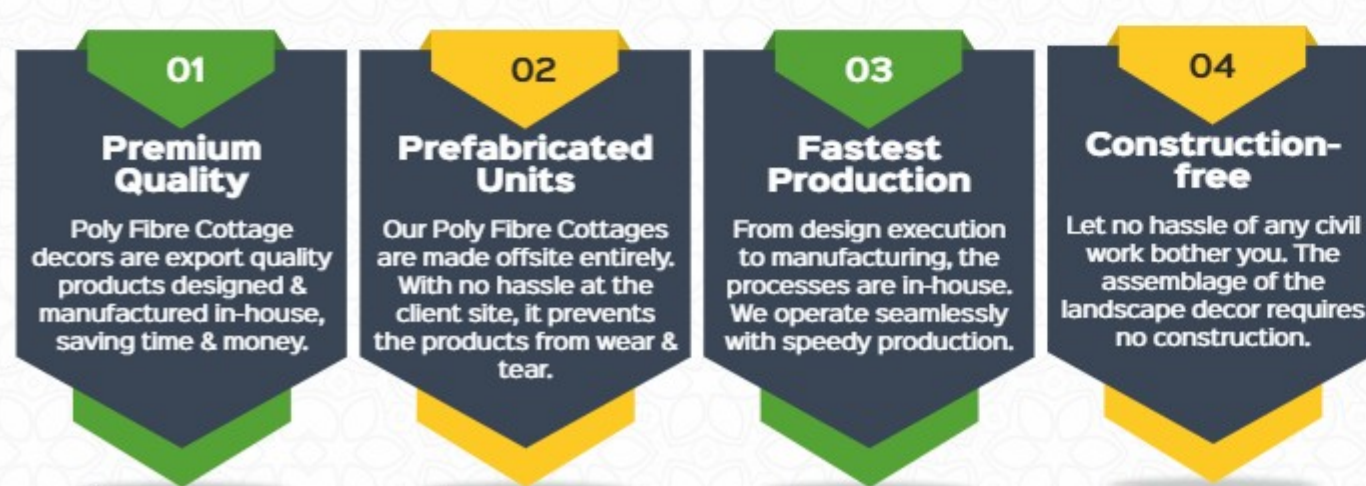 01
Premium
Quality
Poly Fibre Cottage
decors are export quality
products designed &
manufactured in-house,
saving time & money.
02
Prefabricated
Units
Our Poly Fibre Cottages
are made offsite entirely.
With no hassle at the
client site, it prevents
the products from wear &
tear.
03
Fastest
Production
From design execution
to manufacturing, the
processes are in-house.
We operate seamlessly
with speedy production.
04
Construction-
free
Let no hassle of any civil
work bother you. The
assemblage of the
landscape decor requires
no construction.